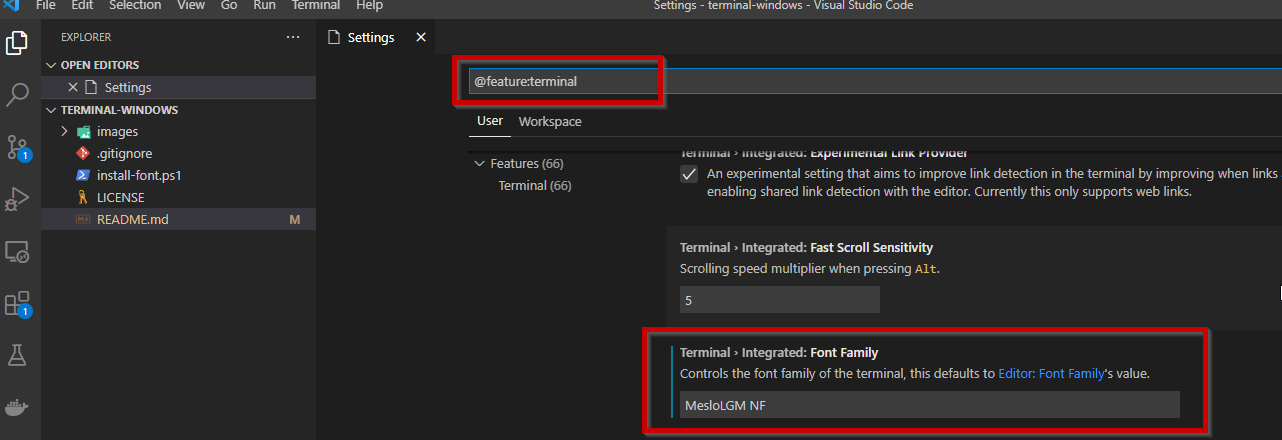 File Edit Selection View Go Run Terminal Help
Settings - terminal-windows - Visual Studio Code
EXPLORER
OPEN EDITORS
Settings
TERMINAL-WINDOWS
images
.gitignore
install-font.ps1
LICENSE
README.md M
1
1
Settings
@feature:terminal
User Workspace
Features (66)
Terminal (66)
Terminal › Integrated: Experimental Link Provider
An experimental setting that aims to improve link detection in the terminal by improving when links
enabling shared link detection with the editor. Currently this only supports web links.
Terminal › Integrated: Fast Scroll Sensitivity
Scrolling speed multiplier when pressing Alt.
5
Terminal › Integrated: Font Family
Controls the font family of the terminal, this defaults to Editor: Font Family's value.
MesloLGM NF